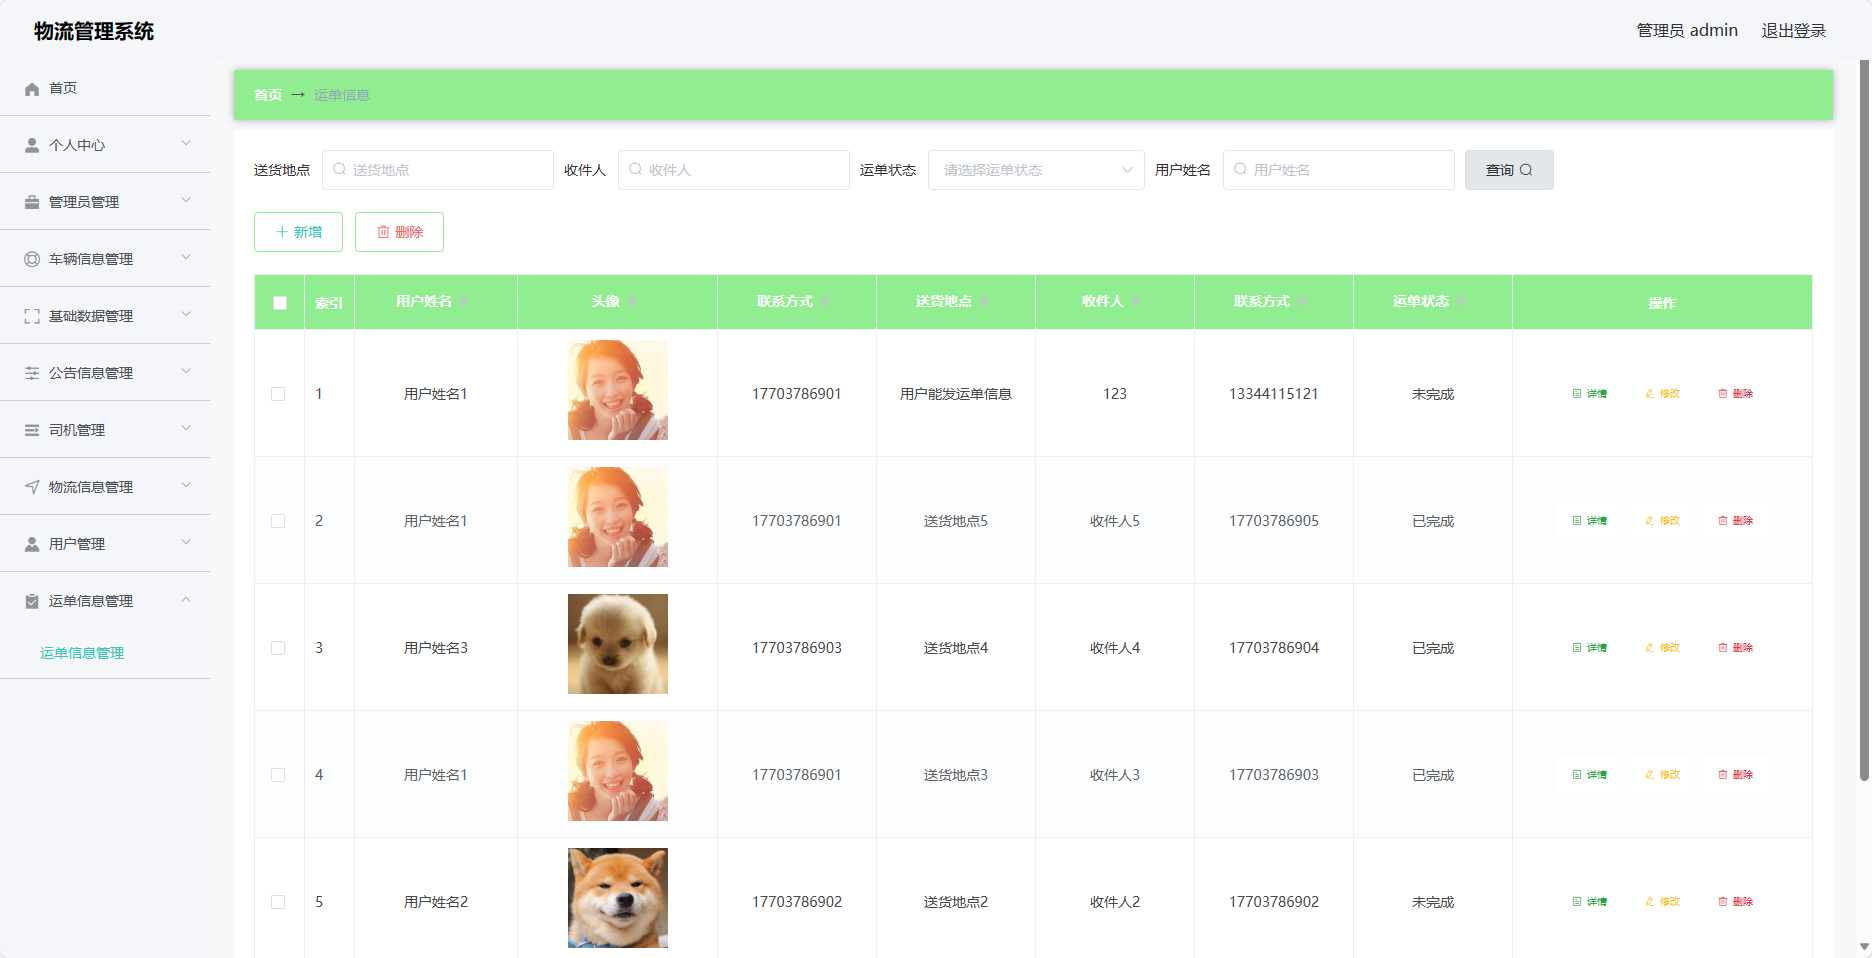 物流管理系统
管理员 admin 退出登录
首页
个人中心
管理员管理
车辆信息管理
基础数据管理
公告信息管理
司机管理
物流信息管理
用户管理
运单信息管理
运单信息管理
首页 → 运单信息
送货地点 送货地点 收件人 收件人 运单状态 请选择运单状态 用户姓名 用户姓名 查询
新增 删除
索引 用户姓名 头像 联系方式 送货地点 收件人 联系方式 运单状态 操作
1 用户姓名1 17703786901 用户能发运单信息 123 13344115121 未完成 详情 修改 删除
2 用户姓名1 17703786901 送货地点5 收件人5 17703786905 已完成 详情 修改 删除
3 用户姓名3 17703786903 送货地点4 收件人4 17703786904 已完成 详情 修改 删除
4 用户姓名1 17703786901 送货地点3 收件人3 17703786903 已完成 详情 修改 删除
5 用户姓名2 17703786902 送货地点2 收件人2 17703786902 未完成 详情 修改 删除